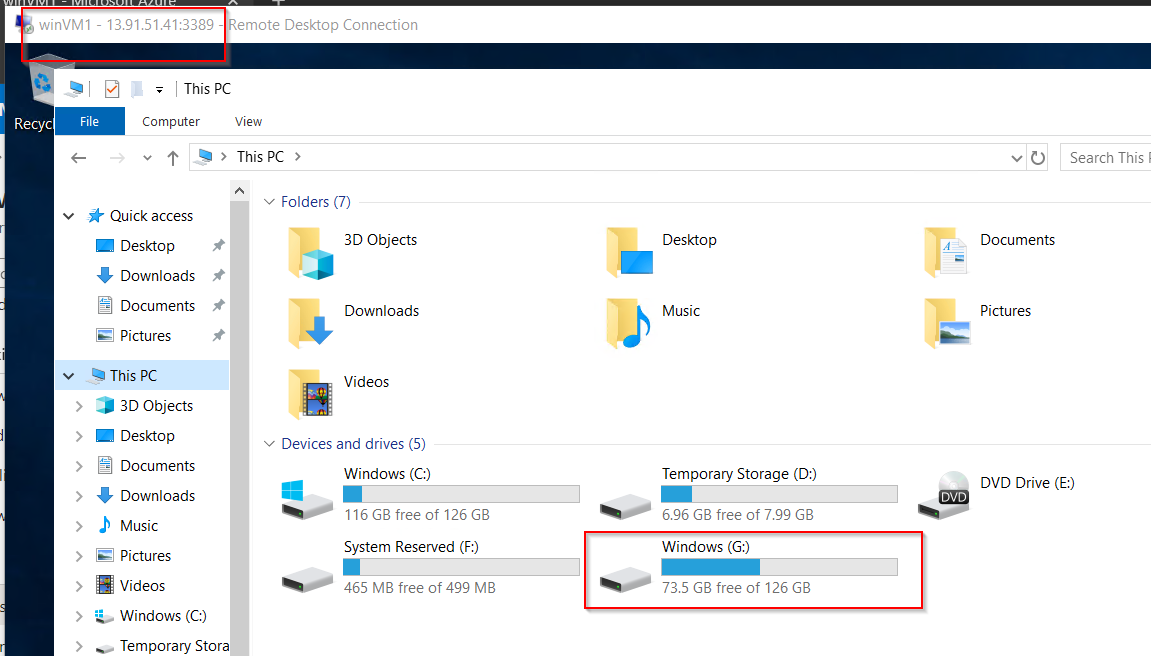 winVM1 - Microsoft Azure
winVM1 - 13.91.51.41:3389 - Remote Desktop Connection
This PC
File Computer View
This PC
Search This
Folders (7)
3D Objects
Desktop
Documents
Downloads
Music
Pictures
Videos
Devices and drives (5)
Windows (C:)
116 GB free of 126 GB
Temporary Storage (D:)
6.96 GB free of 7.99 GB
DVD
DVD Drive (E:)
System Reserved (F:)
465 MB free of 499 MB
Windows (G:)
73.5 GB free of 126 GB
Quick access
Desktop
Downloads
Documents
Pictures
This PC
3D Objects
Desktop
Documents
Downloads
Music
Pictures
Videos
Windows (C:)
Temporary Stora
Recycl